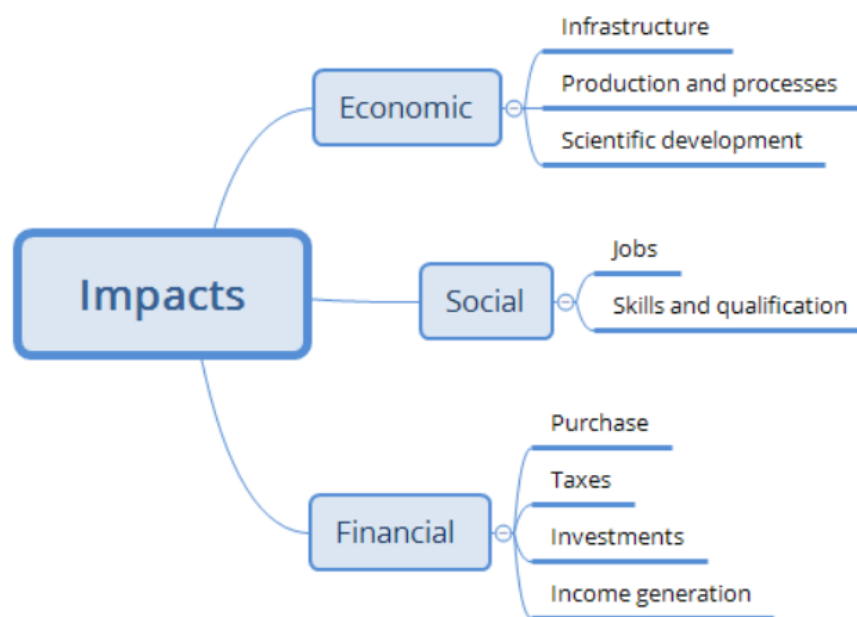 Impacts
Economic
Infrastructure
Production and processes
Scientific development
Social
Jobs
Skills and qualification
Financial
Purchase
Taxes
Investments
Income generation